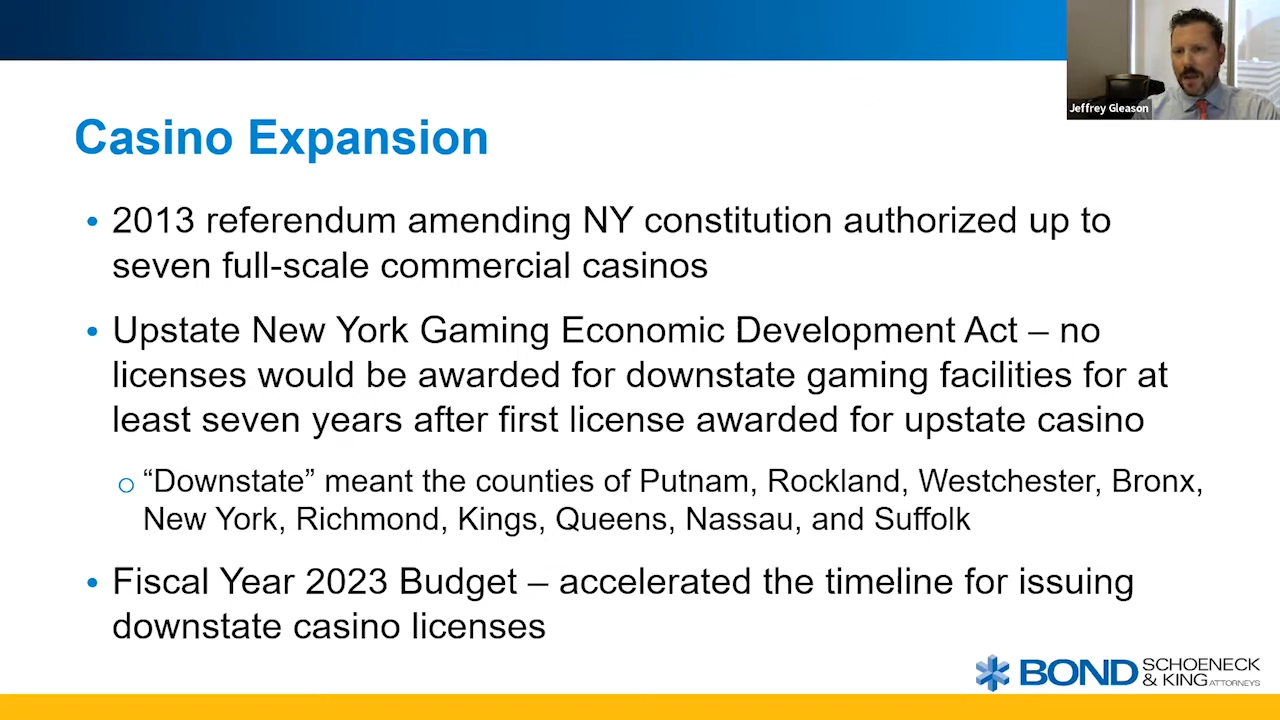 Jeffrey Gleason
Casino Expansion
• 2013 referendum amending NY constitution authorized up to
seven full-scale commercial casinos
• Upstate New York Gaming Economic Development Act – no
licenses would be awarded for downstate gaming facilities for at
least seven years after first license awarded for upstate casino
o “Downstate” meant the counties of Putnam, Rockland, Westchester, Bronx,
New York, Richmond, Kings, Queens, Nassau, and Suffolk
• Fiscal Year 2023 Budget – accelerated the timeline for issuing
downstate casino licenses
BOND SCHOENECK
& KING ATTORNEYS